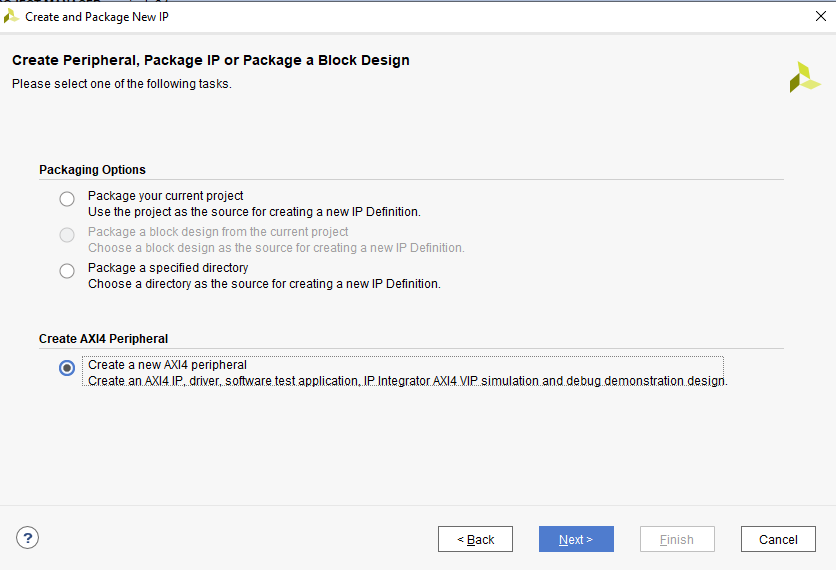 Create and Package New IP
Create Peripheral, Package IP or Package a Block Design
Please select one of the following tasks.
Packaging Options
Package your current project
Use the project as the source for creating a new IP Definition.
Package a block design from the current project
Choose a block design as the source for creating a new IP Definition.
Package a specified directory
Choose a directory as the source for creating a new IP Definition.
Create AXI4 Peripheral
Create a new AXI4 peripheral
Create an AXI4 IP, driver, software test application, IP Integrator AXI4 VIP simulation and debug demonstration design.
?
< Back
Next >
Finish
Cancel